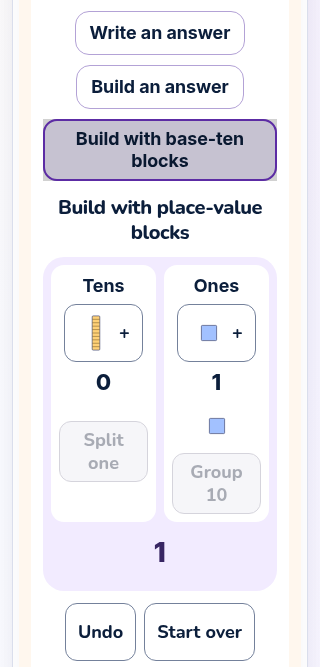 Write an answer
Build an answer
Build with base-ten
blocks
Build with place-value
blocks
Tens
+
0
Split
one
Ones
+
1
Group
10
1
Undo
Start over